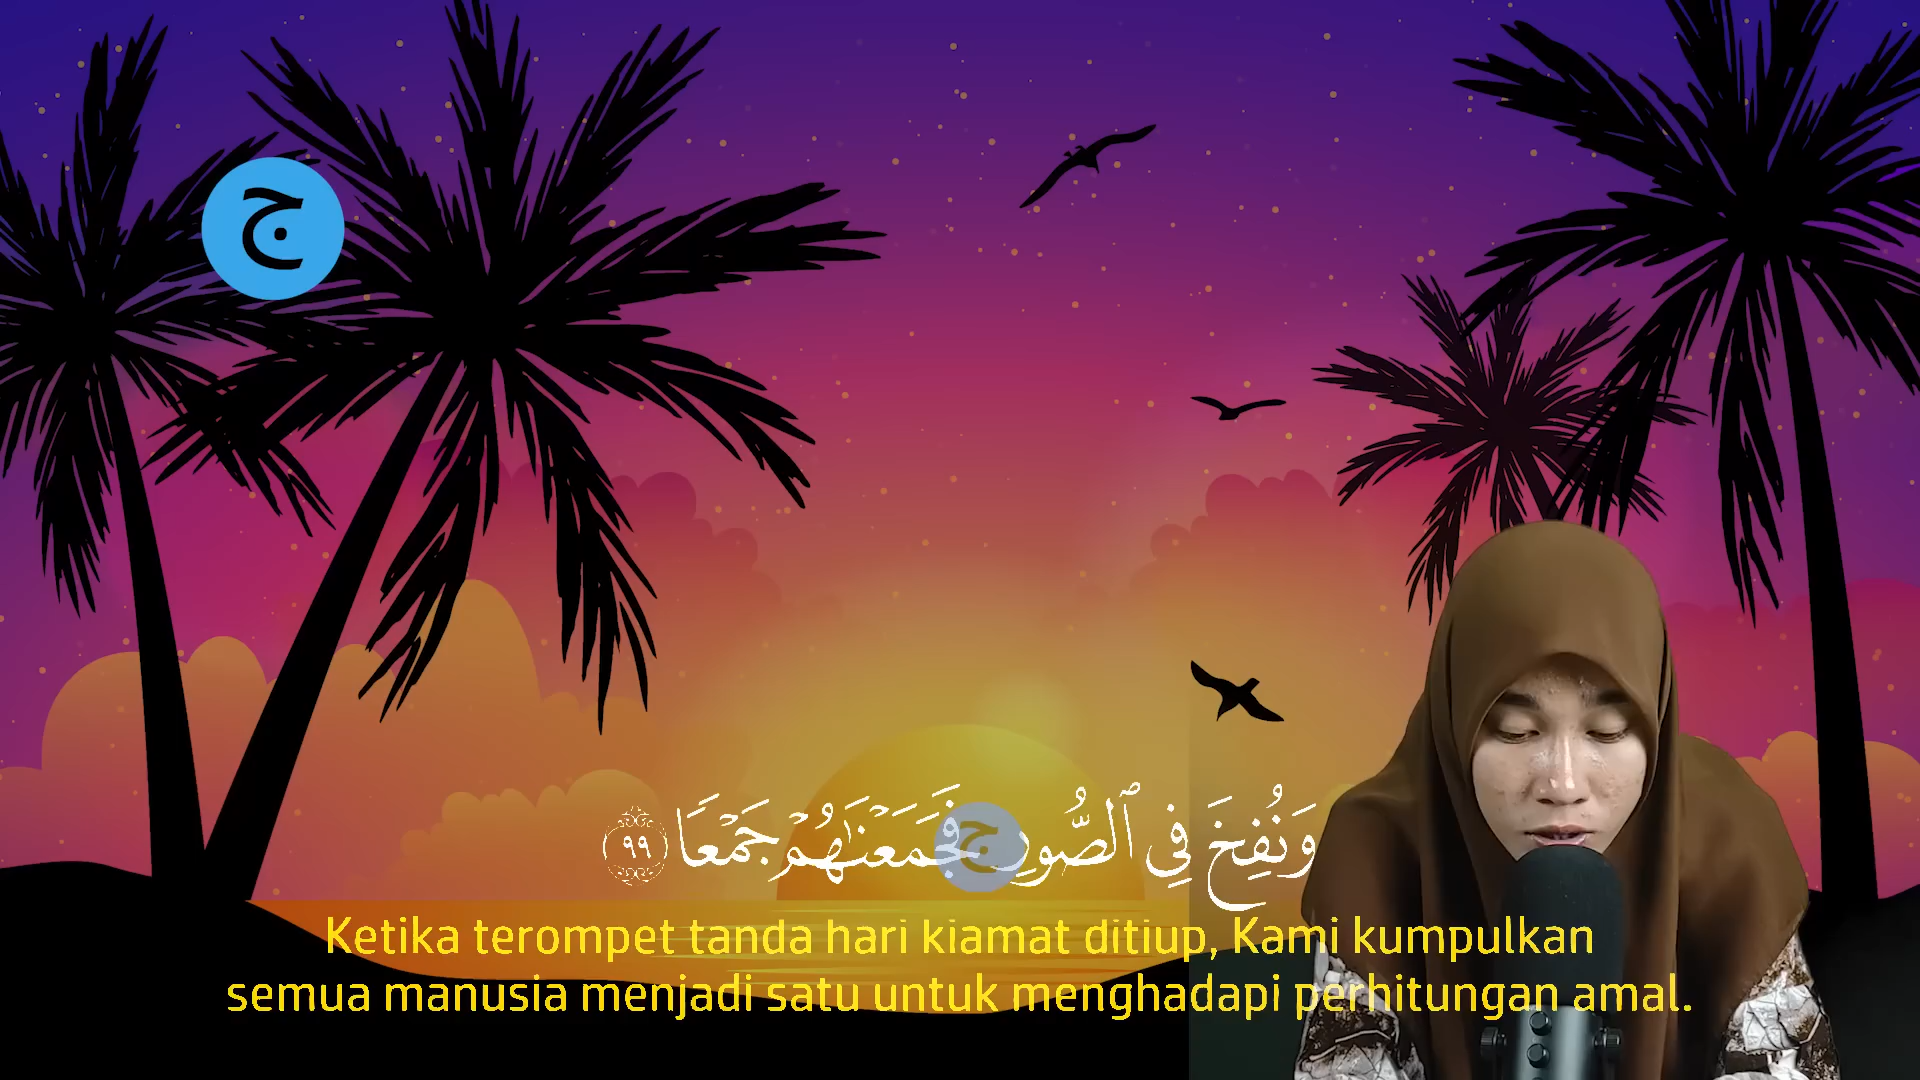 ج
وَنُفِخَ فِي ٱلصُّورِ فَجَمَعْنَٰهُمْ جَمْعًا ٩٩
Ketika terompet tanda hari kiamat ditiup, Kami kumpulkan
semua manusia menjadi satu untuk menghadapi perhitungan amal.